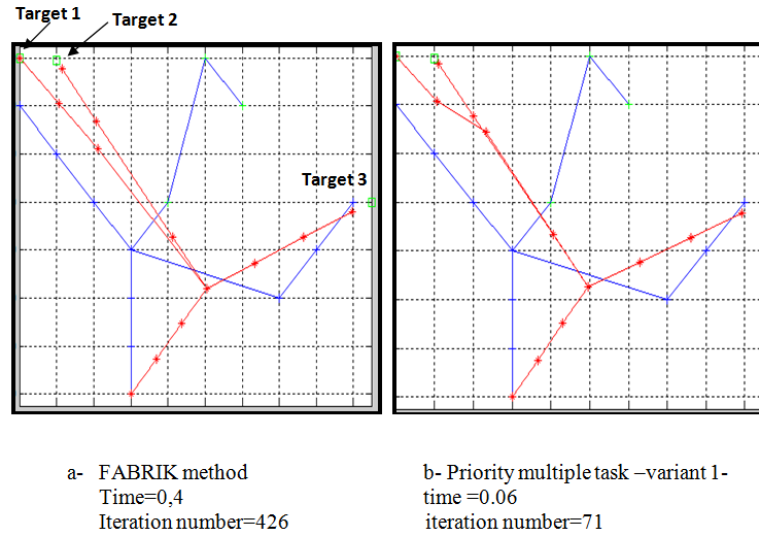 Target 1
Target 2
Target 3
a- FABRIK method
Time=0,4
Iteration number=426
b- Priority multiple task –variant 1-
time =0.06
iteration number=71